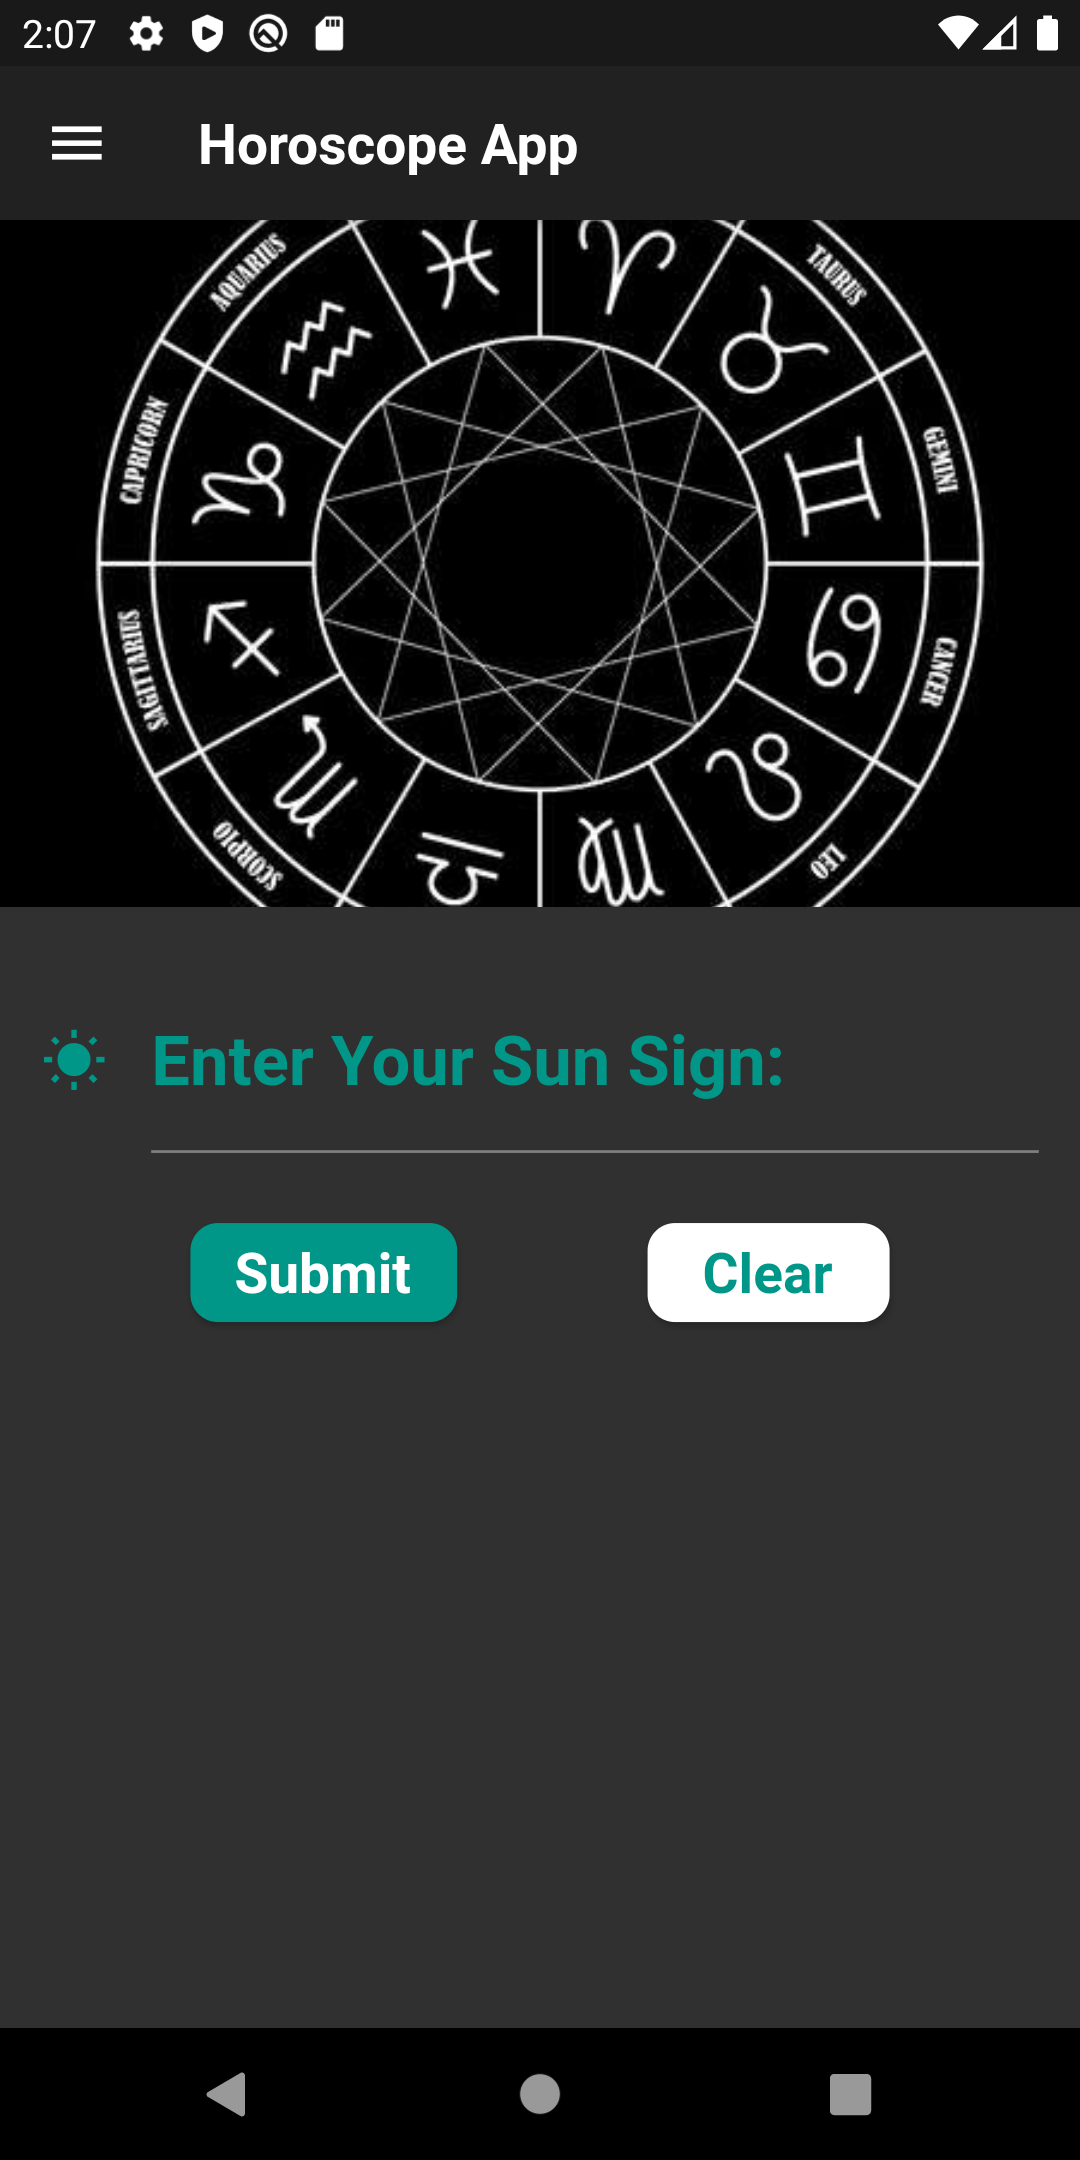 2:07
Horoscope App
AQUARIUS
TAURUS
CAPRICORN
GEMINI
SAGITTARIUS
CANCER
SCORPIO
LEO
Enter Your Sun Sign:
Submit
Clear